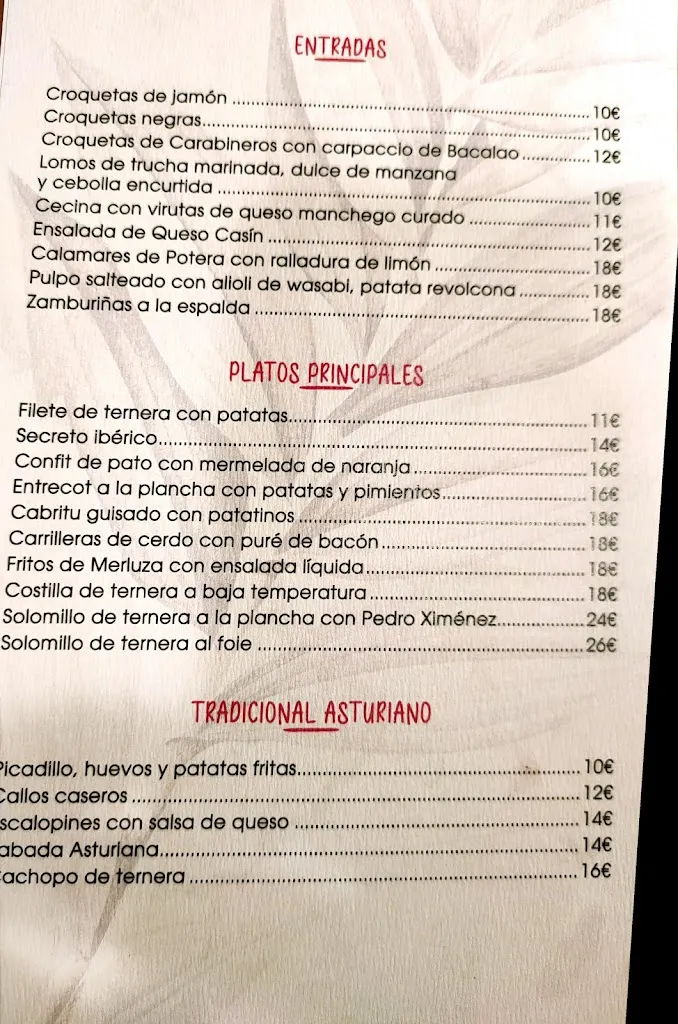 ENTRADAS
Croquetas de jamón ........ 10€
Croquetas negras........ 10€
Croquetas de Carabineros con carpaccio de Bacalao........ 12€
Lomos de trucha marinada, dulce de manzana
y cebolla encurtida ........ 10€
Cecina con virutas de queso manchego curado ........ 11€
Ensalada de Queso Casín ........ 12€
Calamares de Potera con ralladura de limón ........ 18€
Pulpo salteado con alioli de wasabi, patata revolcona ........ 18€
Zamburiñas a la espalda ........ 18€
PLATOS PRINCIPALES
Filete de ternera con patatas........ 11€
Secreto ibérico........ 14€
Confit de pato con mermelada de naranja........ 16€
Entrecot a la plancha con patatas y pimientos........ 16€
Cabritu guisado con patatinos ........ 18€
Carrilleras de cerdo con puré de bacón........ 18€
Fritos de Merluza con ensalada líquida........ 18€
Costilla de ternera a baja temperatura........ 18€
Solomillo de ternera a la plancha con Pedro Ximénez........ 24€
Solomillo de ternera al foie ........ 26€
TRADICIONAL ASTURIANO
Picadillo, huevos y patatas fritas........ 10€
Callos caseros ........ 12€
scalopines con salsa de queso ........ 14€
abada Asturiana........ 14€
achopo de ternera ........ 16€